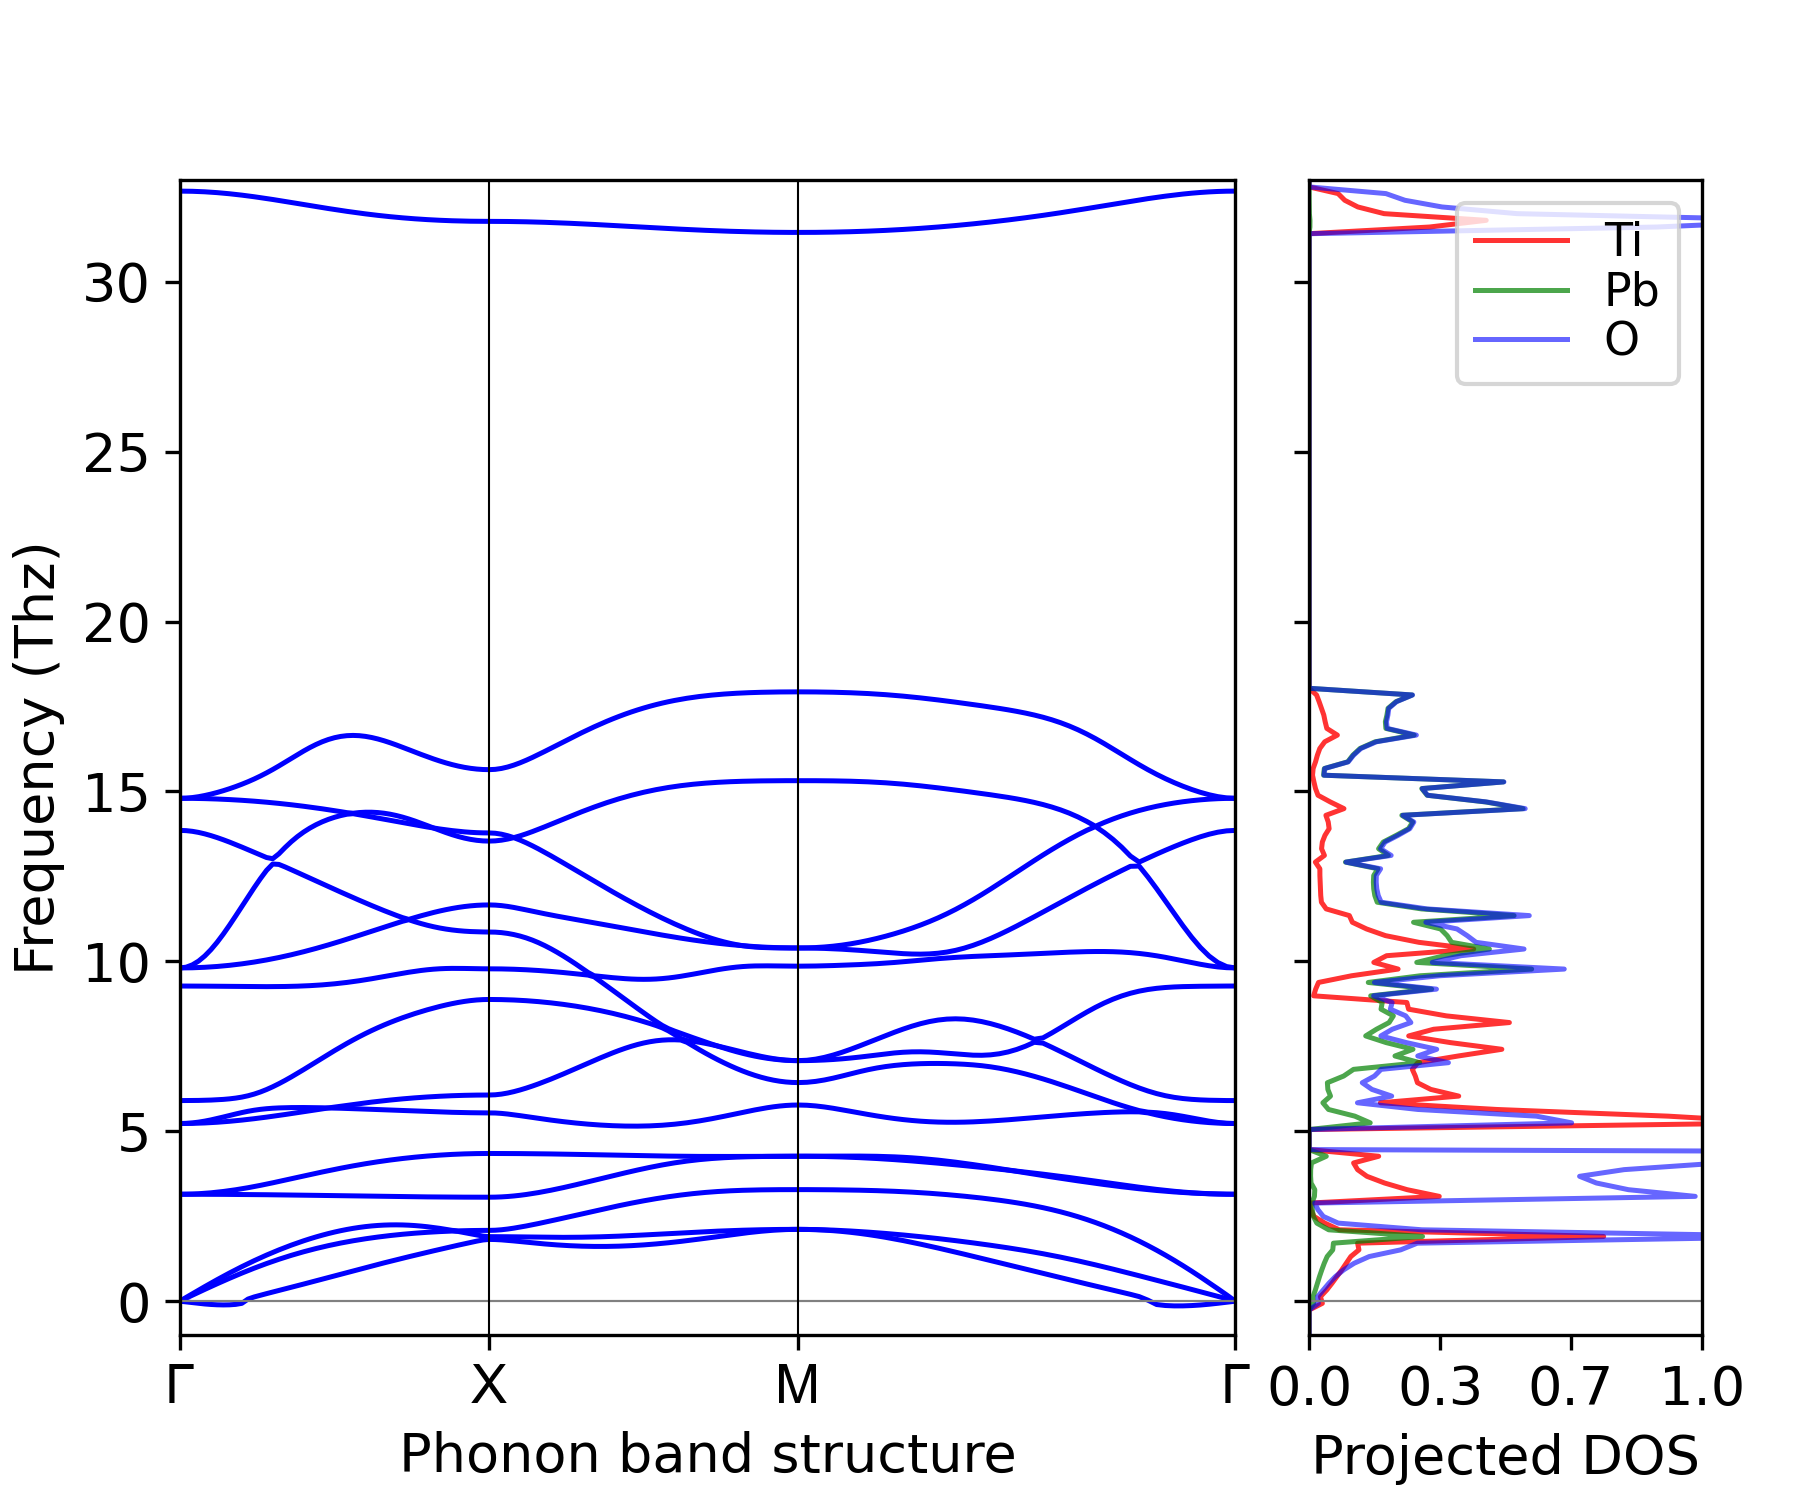 30
25
20
15
10
5
0
Frequency (Thz)
Γ X M Γ
Phonon band structure
Ti
Pb
O
0.0 0.3 0.7 1.0
Projected DOS